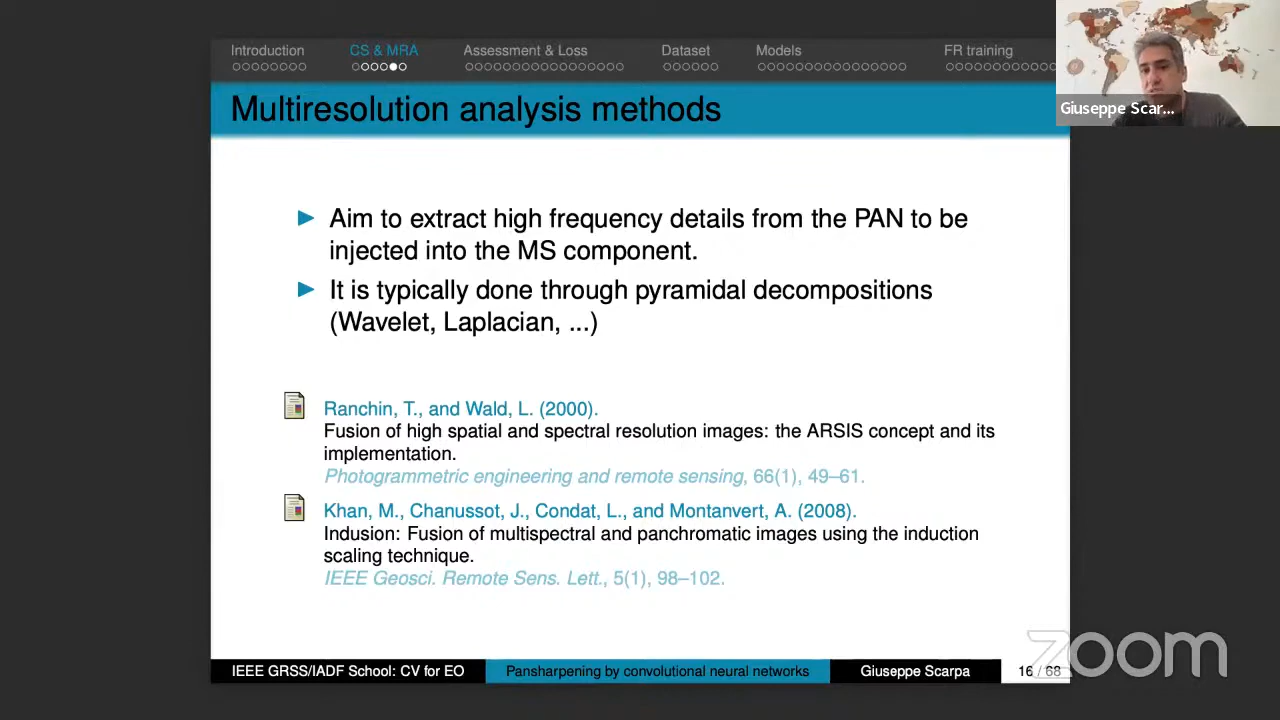 Introduction CS & MRA Assessment & Loss Dataset Models FR training
Giuseppe Scar...
Multiresolution analysis methods
Aim to extract high frequency details from the PAN to be
injected into the MS component.
It is typically done through pyramidal decompositions
(Wavelet, Laplacian, ...)
Ranchin, T., and Wald, L. (2000).
Fusion of high spatial and spectral resolution images: the ARSIS concept and its
implementation.
Photogrammetric engineering and remote sensing, 66(1), 49–61.
Khan, M., Chanussot, J., Condat, L., and Montanvert, A. (2008).
Indusion: Fusion of multispectral and panchromatic images using the induction
scaling technique.
IEEE Geosci. Remote Sens. Lett., 5(1), 98–102.
IEEE GRSS/IADF School: CV for EO Pansharpening by convolutional neural networks Giuseppe Scarpa 16 / 68
zoom